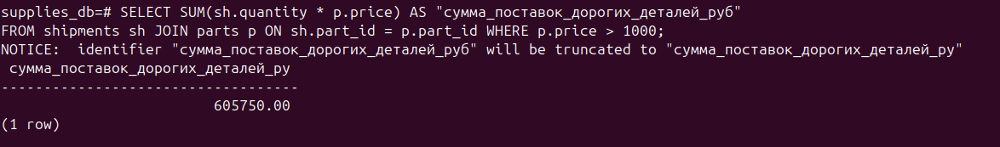 supplies_db=# SELECT SUM(sh.quantity * p.price) AS "сумма_поставок_дорогих_деталей_руб"
FROM shipments sh JOIN parts p ON sh.part_id = p.part_id WHERE p.price > 1000;
NOTICE:  identifier "сумма_поставок_дорогих_деталей_руб" will be truncated to "сумма_поставок_дорогих_деталей_ру"
сумма_поставок_дорогих_деталей_ру
-----------------------------------
605750.00
(1 row)